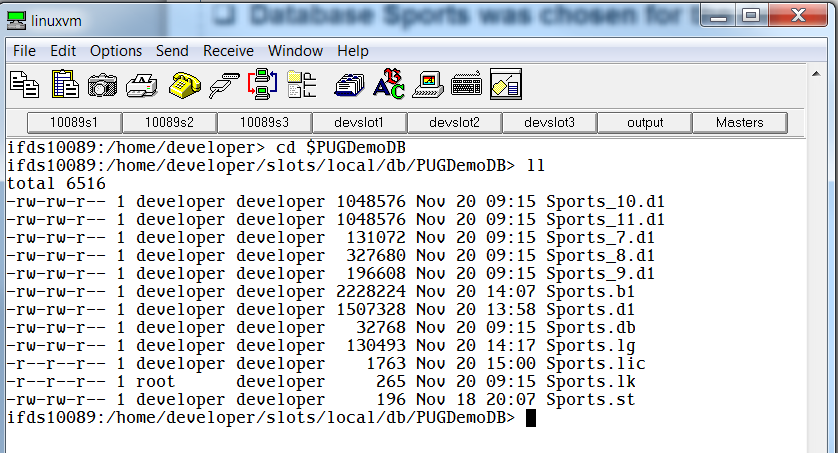 ❑ Database Sports was chosen for the
linuxvm
File Edit Options Send Receive Window Help
10089s1 10089s2 10089s3 devslot1 devslot2 devslot3 output Masters
ifds10089:/home/developer> cd $PUGDemoDB
ifds10089:/home/developer/slots/local/db/PUGDemoDB> ll
total 6516
-rw-rw-r-- 1 developer developer 1048576 Nov 20 09:15 Sports_10.d1
-rw-rw-r-- 1 developer developer 1048576 Nov 20 09:15 Sports_11.d1
-rw-rw-r-- 1 developer developer  131072 Nov 20 09:15 Sports_7.d1
-rw-rw-r-- 1 developer developer  327680 Nov 20 09:15 Sports_8.d1
-rw-rw-r-- 1 developer developer  196608 Nov 20 09:15 Sports_9.d1
-rw-rw-r-- 1 developer developer 2228224 Nov 20 14:07 Sports.b1
-rw-rw-r-- 1 developer developer 1507328 Nov 20 13:58 Sports.d1
-rw-rw-r-- 1 developer developer   32768 Nov 20 09:15 Sports.db
-rw-rw-r-- 1 developer developer  130493 Nov 20 14:17 Sports.lg
-r--r--r-- 1 developer developer    1763 Nov 20 15:00 Sports.lic
-r--r--r-- 1 root      developer     265 Nov 20 09:15 Sports.lk
-rw-rw-r-- 1 developer developer     196 Nov 18 20:07 Sports.st
ifds10089:/home/developer/slots/local/db/PUGDemoDB>